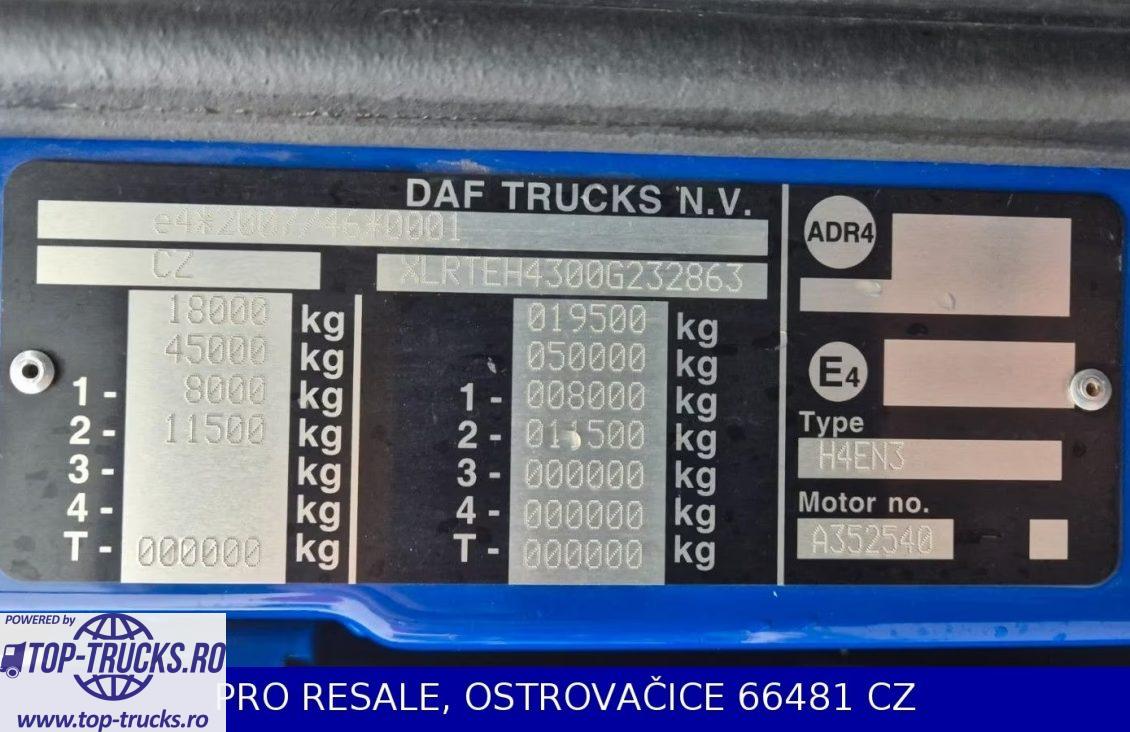 DAF TRUCKS N.V.
e4*2007/46*0001
CZ XLRTEH4300G232863
18000 kg 019500 kg
45000 kg 050000 kg
1- 8000 kg 1- 008000 kg
2- 11500 kg 2- 011500 kg
3- kg 3- 000000 kg
4- kg 4- 000000 kg
T- 000000 kg T- 000000 kg
ADR4
E4
Type
H4EN3
Motor no.
A352540
POWERED by
TOP-TRUCKS.RO
www.top-trucks.ro
PRO RESALE, OSTROVAČICE 66481 CZ